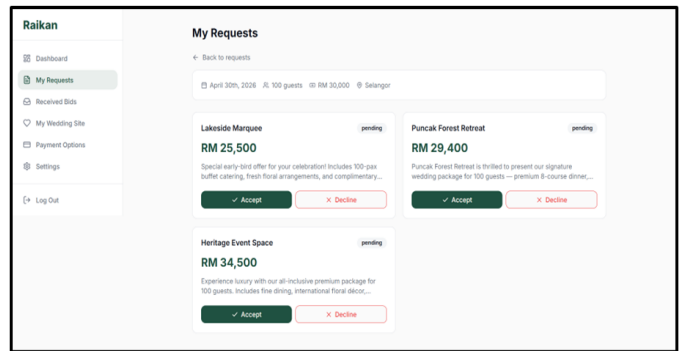 Raikan
Dashboard
My Requests
Received Bids
My Wedding Site
Payment Options
Settings
Log Out
My Requests
← Back to requests
April 30th, 2026 100 guests RM 30,000 Selangor
Lakeside Marquee pending
RM 25,500
Special early-bird offer for your celebration! Includes 100-pax
buffet catering, fresh floral arrangements, and complimentary...
✓ Accept × Decline
Puncak Forest Retreat pending
RM 29,400
Puncak Forest Retreat is thrilled to present our signature
wedding package for 100 guests — premium 8-course dinner,...
✓ Accept × Decline
Heritage Event Space pending
RM 34,500
Experience luxury with our all-inclusive premium package for
100 guests. Includes fine dining, international floral décor,...
✓ Accept × Decline